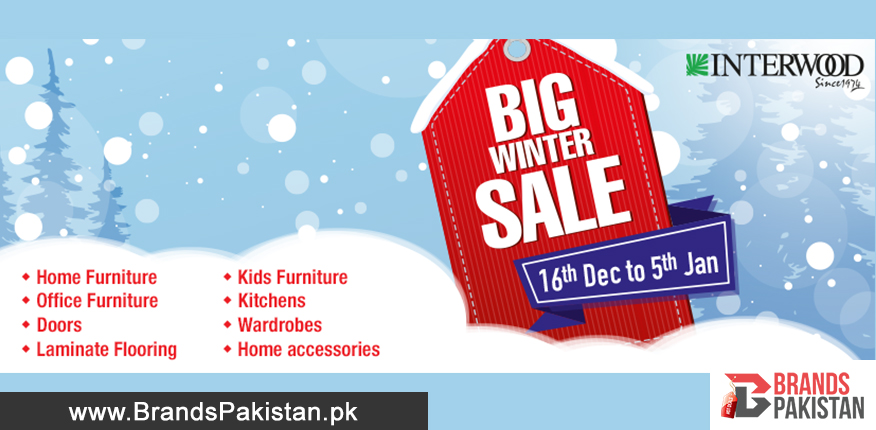 INTERWOOD
Since1974
BIG
WINTER
SALE
16th Dec to 5th Jan
Home Furniture
Office Furniture
Doors
Laminate Flooring
Kids Furniture
Kitchens
Wardrobes
Home accessories
www.BrandsPakistan.pk
BRANDS
PAKISTAN